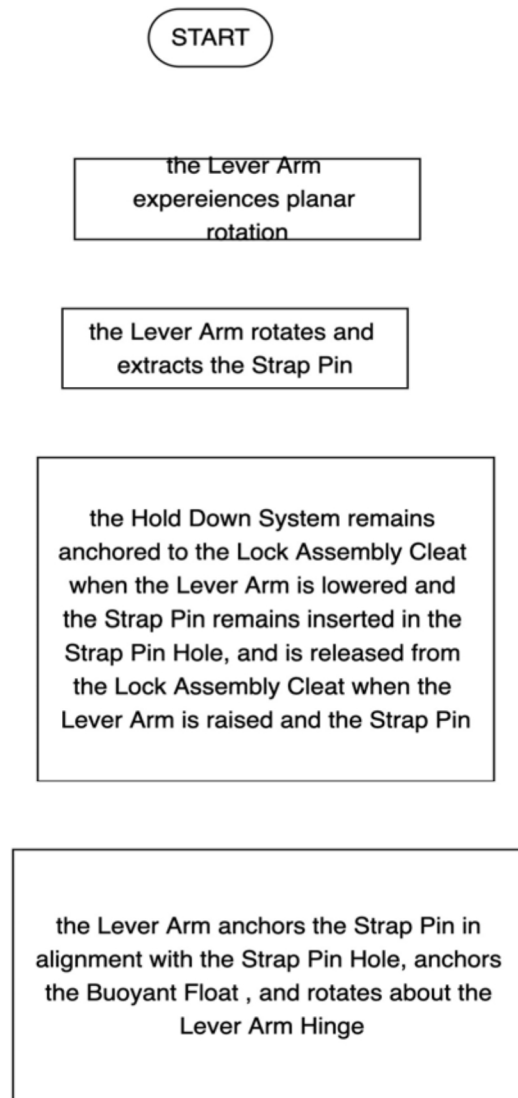 START
the Lever Arm
expereiences planar
rotation
the Lever Arm rotates and
extracts the Strap Pin
the Hold Down System remains
anchored to the Lock Assembly Cleat
when the Lever Arm is lowered and
the Strap Pin remains inserted in the
Strap Pin Hole, and is released from
the Lock Assembly Cleat when the
Lever Arm is raised and the Strap Pin
the Lever Arm anchors the Strap Pin in
alignment with the Strap Pin Hole, anchors
the Buoyant Float , and rotates about the
Lever Arm Hinge